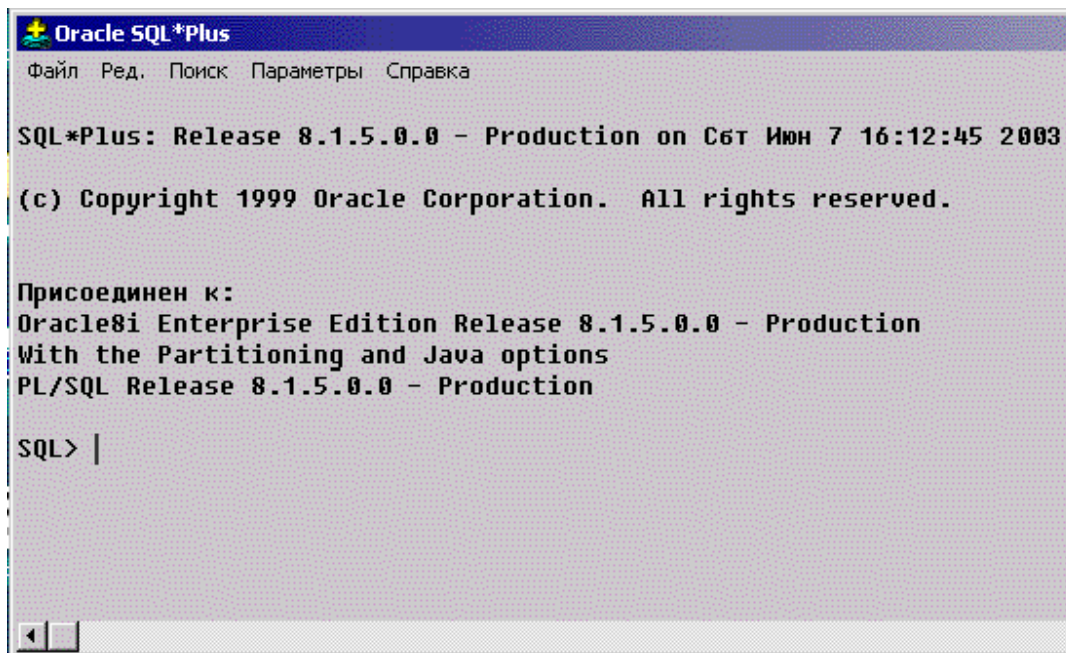 Oracle SQL*Plus
Файл Ред. Поиск Параметры Справка
SQL*Plus: Release 8.1.5.0.0 - Production on Сбт Июн 7 16:12:45 2003
(c) Copyright 1999 Oracle Corporation.  All rights reserved.
Присоединен к:
Oracle8i Enterprise Edition Release 8.1.5.0.0 - Production
With the Partitioning and Java options
PL/SQL Release 8.1.5.0.0 - Production
SQL>